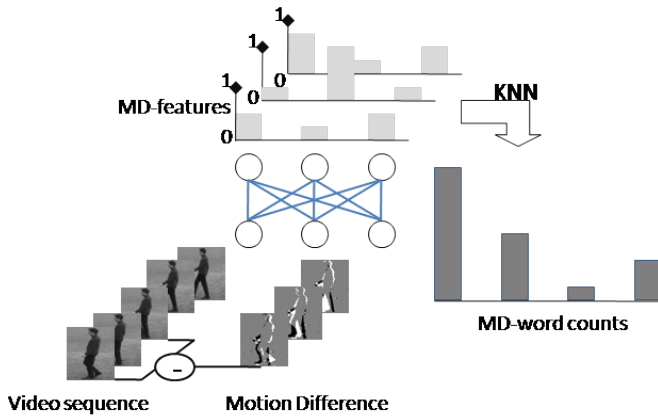 1
1
1
0
KNN
0
MD-features
0
MD-word counts
-
Video sequence
Motion Difference